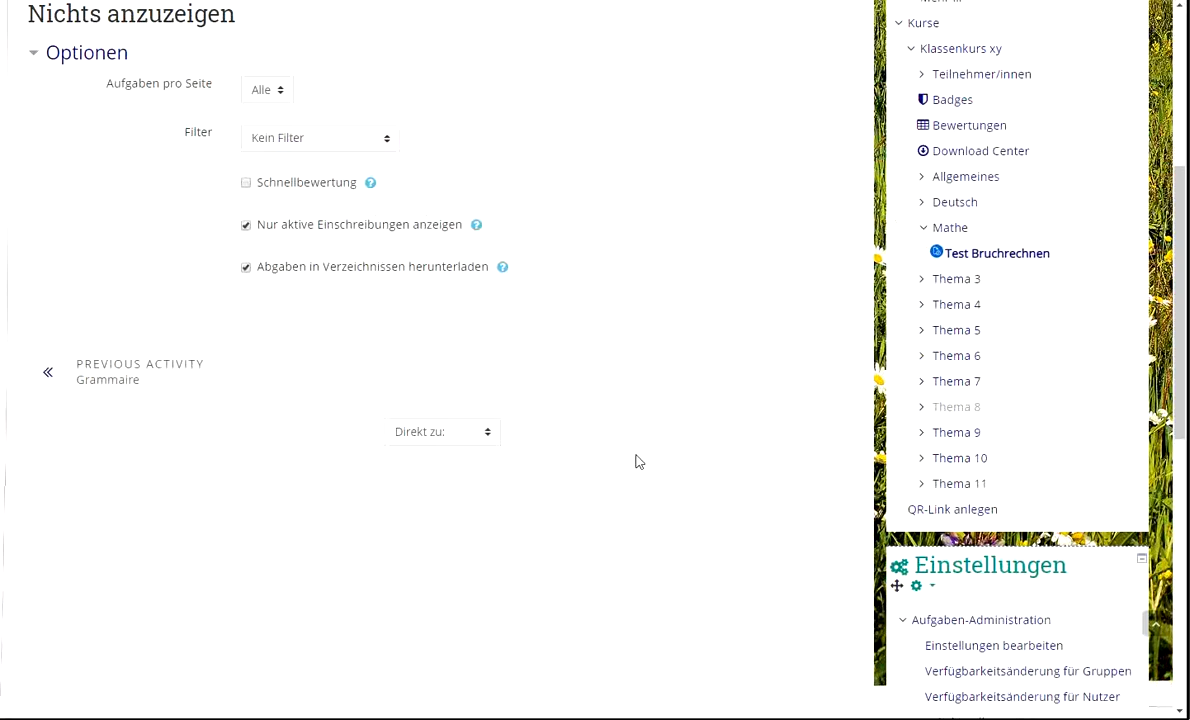 Nichts anzuzeigen
Optionen
Aufgaben pro Seite
Alle
Filter
Kein Filter
Schnellbewertung
Nur aktive Einschreibungen anzeigen
Abgaben in Verzeichnissen herunterladen
PREVIOUS ACTIVITY
Grammaire
Direkt zu:
Kurse
Klassenkurs xy
Teilnehmer/innen
Badges
Bewertungen
Download Center
Allgemeines
Deutsch
Mathe
Test Bruchrechnen
Thema 3
Thema 4
Thema 5
Thema 6
Thema 7
Thema 8
Thema 9
Thema 10
Thema 11
QR-Link anlegen
Einstellungen
Aufgaben-Administration
Einstellungen bearbeiten
Verfügbarkeitsänderung für Gruppen
Verfügbarkeitsänderung für Nutzer